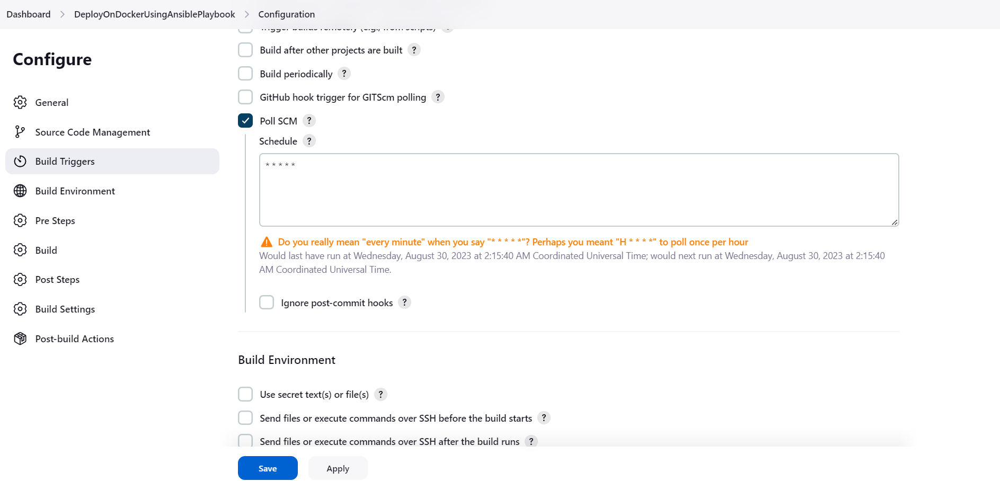 Dashboard
DeployOnDockerUsingAnsiblePlaybook
Configuration
Configure
General
Source Code Management
Build Triggers
Build Environment
Pre Steps
Build
Post Steps
Build Settings
Post-build Actions
Trigger builds remotely (e.g., from scripts) ?
Build after other projects are built ?
Build periodically ?
GitHub hook trigger for GITScm polling ?
Poll SCM ?
Schedule ?
* * * * *
Do you really mean "every minute" when you say "* * * * *"? Perhaps you meant "H * * * *" to poll once per hour
Would last have run at Wednesday, August 30, 2023 at 2:15:40 AM Coordinated Universal Time; would next run at Wednesday, August 30, 2023 at 2:15:40
AM Coordinated Universal Time.
Ignore post-commit hooks ?
Build Environment
Use secret text(s) or file(s) ?
Send files or execute commands over SSH before the build starts ?
Send files or execute commands over SSH after the build runs ?
Save
Apply